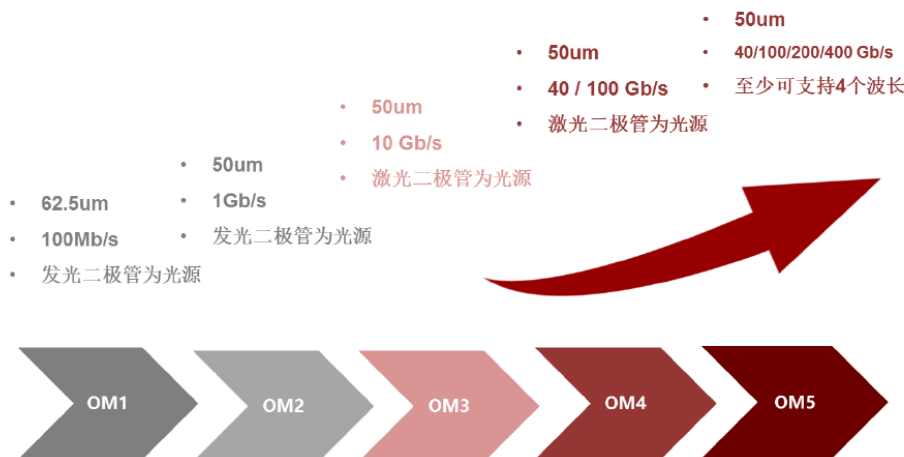 62.5um
100Mb/s
发光二极管为光源
50um
1Gb/s
发光二极管为光源
50um
10 Gb/s
激光二极管为光源
50um
40 / 100 Gb/s
激光二极管为光源
50um
40/100/200/400 Gb/s
至少可支持4个波长
OM1
OM2
OM3
OM4
OM5